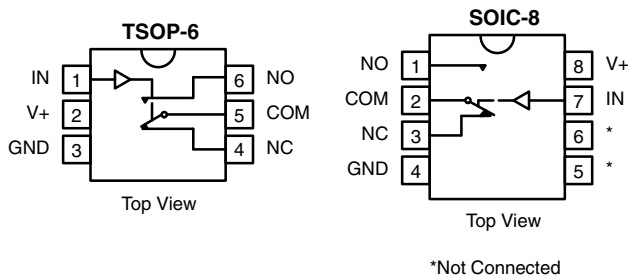 TSOP-6
IN 1 6 NO
V+ 2 5 COM
GND 3 4 NC
Top View
SOIC-8
NO 1 8 V+
COM 2 7 IN
NC 3 6 *
GND 4 5 *
Top View
*Not Connected